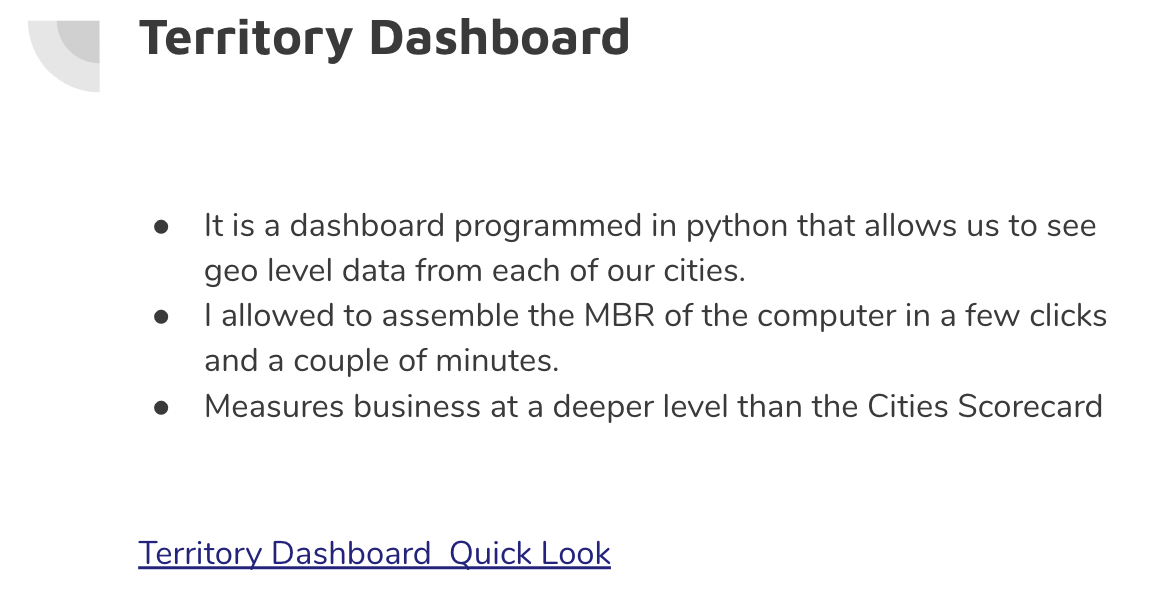 Territory Dashboard
● It is a dashboard programmed in python that allows us to see
geo level data from each of our cities.
● I allowed to assemble the MBR of the computer in a few clicks
and a couple of minutes.
● Measures business at a deeper level than the Cities Scorecard
Territory Dashboard  Quick Look